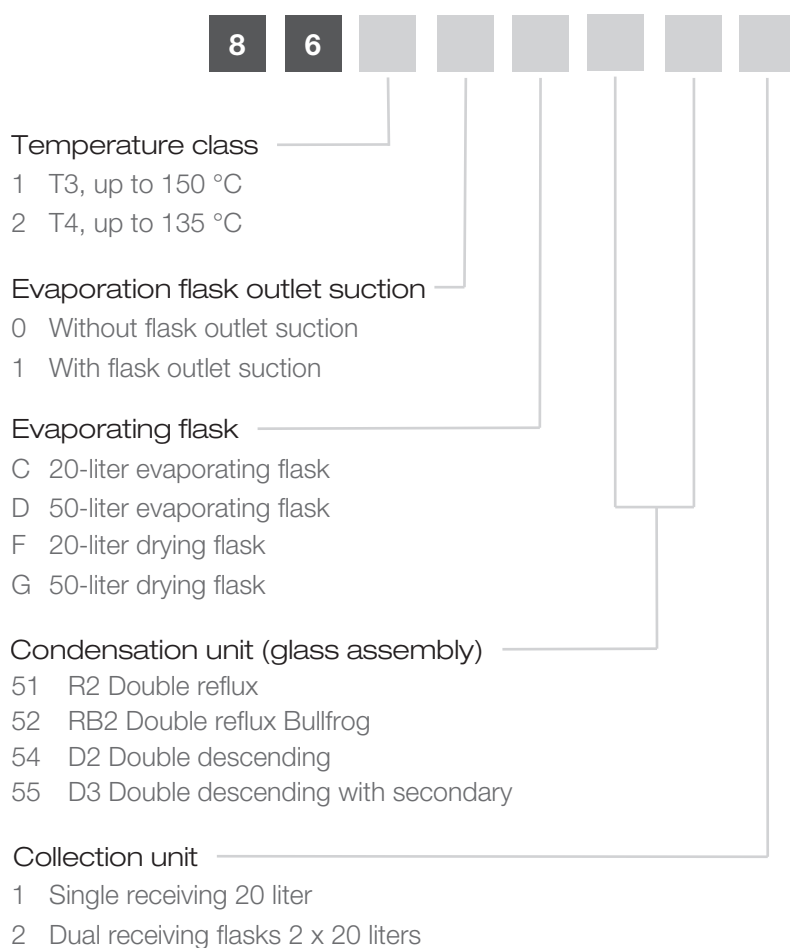 8 6
Temperature class
1 T3, up to 150 °C
2 T4, up to 135 °C
Evaporation flask outlet suction
0 Without flask outlet suction
1 With flask outlet suction
Evaporating flask
C 20-liter evaporating flask
D 50-liter evaporating flask
F 20-liter drying flask
G 50-liter drying flask
Condensation unit (glass assembly)
51 R2 Double reflux
52 RB2 Double reflux Bullfrog
54 D2 Double descending
55 D3 Double descending with secondary
Collection unit
1 Single receiving 20 liter
2 Dual receiving flasks 2 x 20 liters